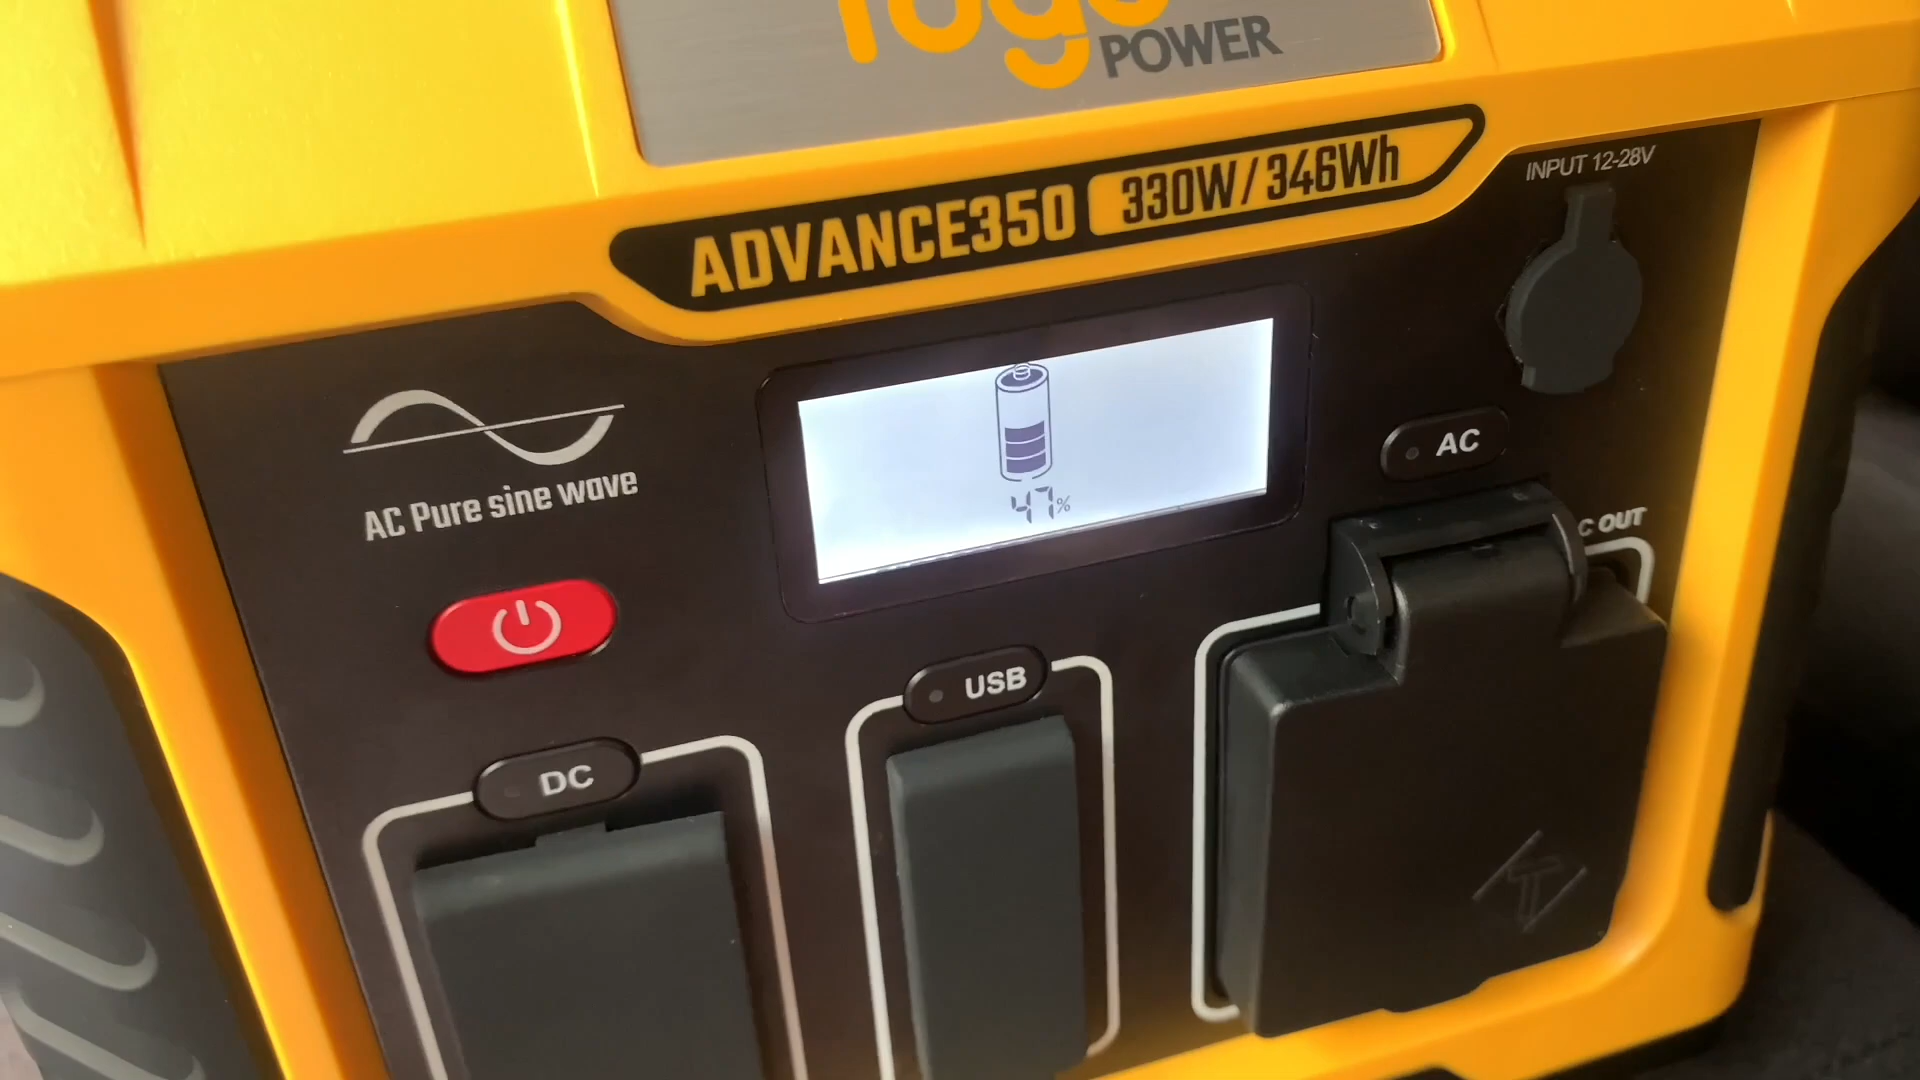 POWER
ADVANCE350 330W/346Wh
INPUT 12-28V
AC Pure sine wave
47%
AC
C OUT
USB
DC